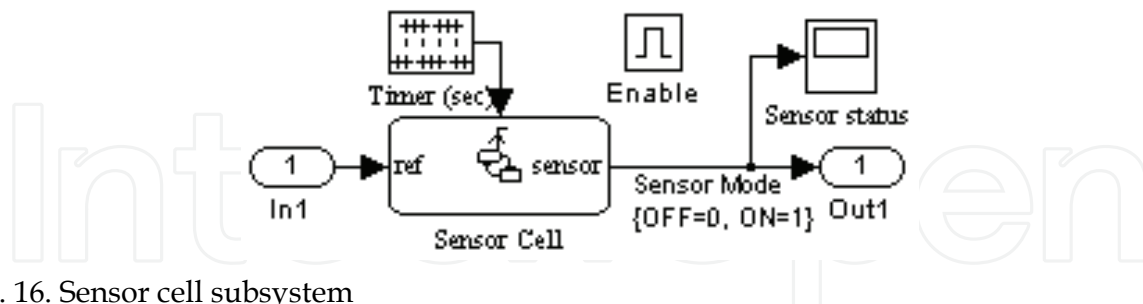 Timer (sec)
Enable
Sensor status
1
In1
ref
sensor
Sensor Mode
{OFF=0, ON=1}
1
Out1
Sensor Cell
. 16. Sensor cell subsystem